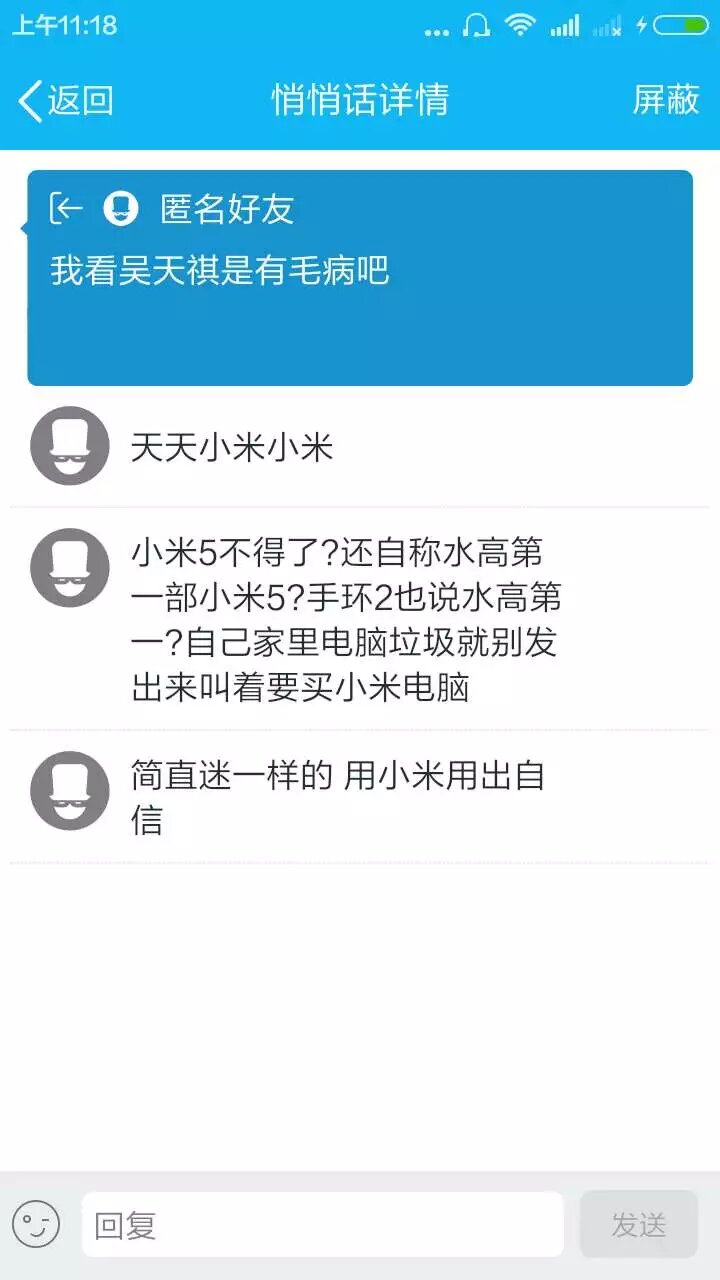 上午11:18
返回
悄悄话详情
屏蔽
匿名好友
我看吴天祺是有毛病吧
天天小米小米
小米5不得了?还自称水高第
一部小米5?手环2也说水高第
一?自己家里电脑垃圾就别发
出来叫着要买小米电脑
简直迷一样的 用小米用出自
信
回复
发送